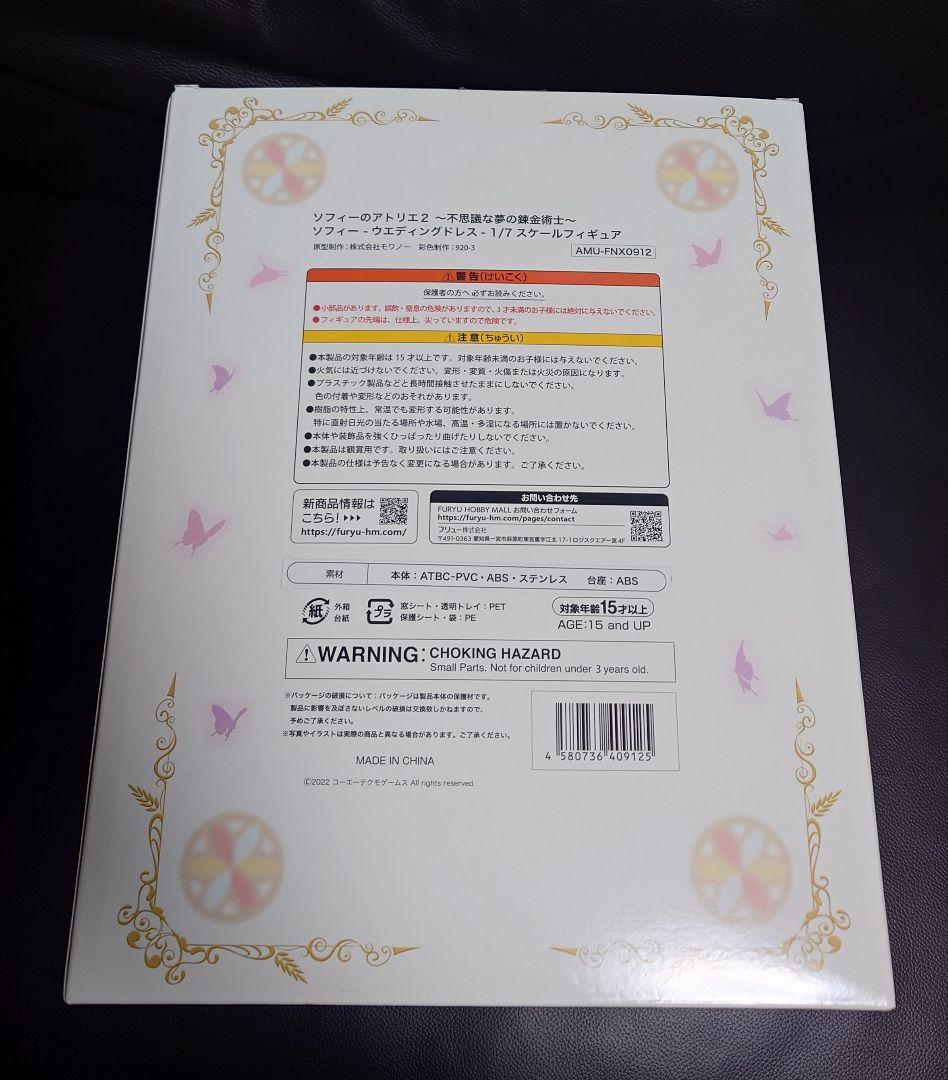 ソフィーのアトリエ2 ～不思議な夢の錬金術士～
ソフィー - ウエディングドレス - 1/7 スケールフィギュア
原型制作：株式会社モワノー　彩色制作：920-3
AMU-FNX0912
⚠警告(けいこく)
保護者の方へ 必ずお読みください。
●小部品があります。誤飲・窒息の危険がありますので、3才未満のお子様には絶対に与えないでください。
●フィギュアの先端は、仕様上、尖っていますので危険です。
⚠注意(ちゅうい)
●本製品の対象年齢は15才以上です。対象年齢未満のお子様には与えないでください。
●火気には近づけないでください。変形・変質・火傷または火災の原因になります。
●プラスチック製品などと長時間接触させたままにしないでください。
色の付着や変形などのおそれがあります。
●樹脂の特性上、常温でも変形する可能性があります。
特に直射日光の当たる場所や水場、高温・多湿になる場所には置かないでください。
●本体や装飾品を強くひっぱったり曲げたりしないでください。
●本製品は観賞用です。取り扱いにはご注意ください。
●本製品の仕様は予告なく変更になる場合があります。ご了承ください。
新商品情報は
こちら！▶▶▶
https://furyu-hm.com/
お問い合わせ先
FURYU HOBBY MALL お問い合わせフォーム
https://furyu-hm.com/pages/contact
フリュー株式会社
〒491-0363 愛知県一宮市萩原町東宮重字江北 17-1ロジスクエアー宮 4F
素材　本体：ATBC-PVC・ABS・ステンレス　台座：ABS
紙 外箱
台紙
プラ 窓シート・透明トレイ：PET
保護シート・袋：PE
対象年齢15才以上
AGE:15 and UP
⚠WARNING: CHOKING HAZARD
Small Parts. Not for children under 3 years old.
※パッケージの破損について：パッケージは製品本体の保護材です。
製品に影響を及ぼさないレベルの破損は交換致しかねますので、
予めご了承ください。
※写真やイラストは実際の商品と異なる場合があります。ご了承ください。
4 580736 409125
MADE IN CHINA
©2022 コーエーテクモゲームス All rights reserved.